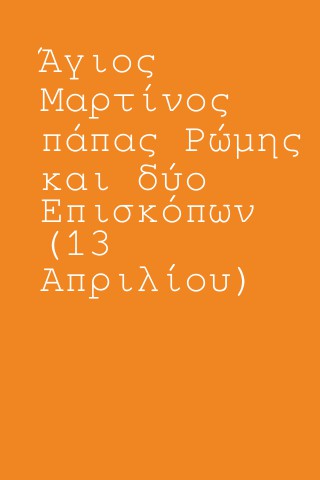 Άγιος
Μαρτίνος
πάπας Ρώμης
και δύο
Επισκόπων
(13
Απριλίου)